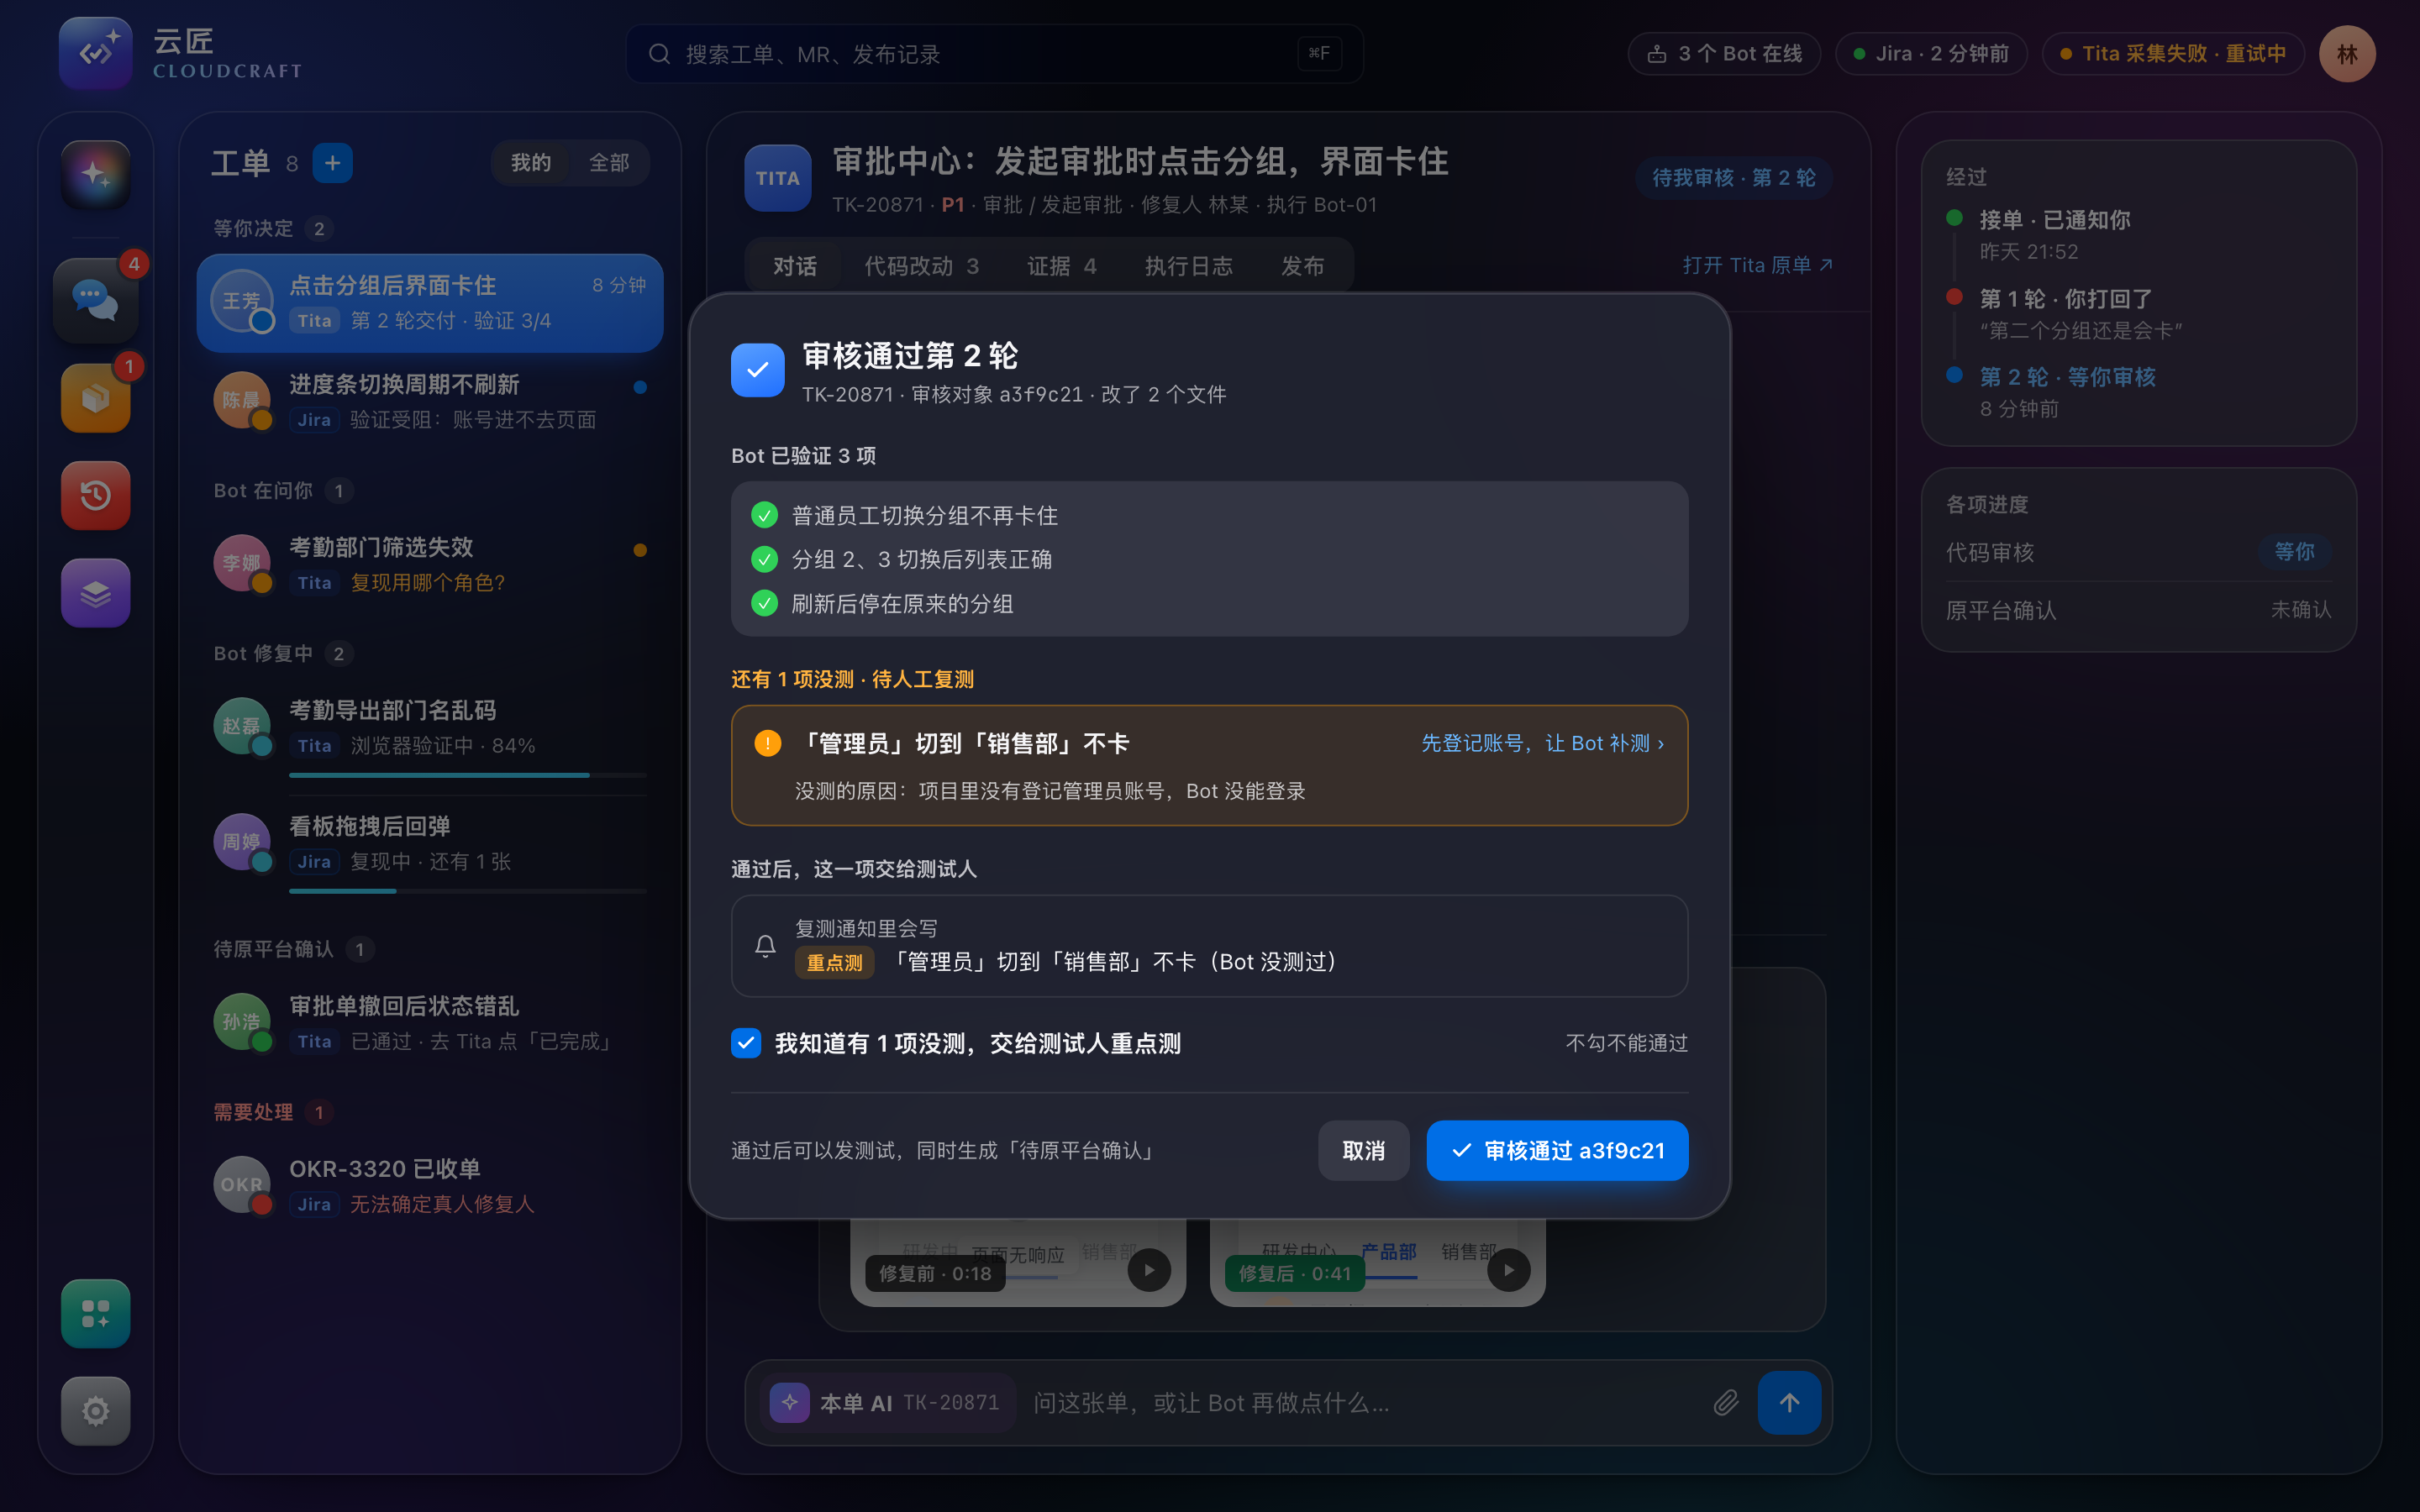 云匠
CLOUDCRAFT
搜索工单、MR、发布记录
⌘F
3 个 Bot 在线
Jira · 2 分钟前
Tita 采集失败 · 重试中
林
4
1
工单 8
我的
全部
等你决定 2
王芳
点击分组后界面卡住
8 分钟
Tita 第 2 轮交付 · 验证 3/4
陈晨
进度条切换周期不刷新
Jira 验证受阻：账号进不去页面
Bot 在问你 1
李娜
考勤部门筛选失效
Tita 复现用哪个角色?
Bot 修复中 2
赵磊
考勤导出部门名乱码
Tita 浏览器验证中 · 84%
周婷
看板拖拽后回弹
Jira 复现中 · 还有 1 张
待原平台确认 1
孙浩
审批单撤回后状态错乱
Tita 已通过 · 去 Tita 点「已完成」
需要处理 1
OKR
OKR-3320 已收单
Jira 无法确定真人修复人
TITA
审批中心：发起审批时点击分组，界面卡住
TK-20871 · P1 · 审批 / 发起审批 · 修复人 林某 · 执行 Bot-01
待我审核 · 第 2 轮
对话
代码改动 3
证据 4
执行日志
发布
打开 Tita 原单 ↗
审核通过第 2 轮
TK-20871 · 审核对象 a3f9c21 · 改了 2 个文件
Bot 已验证 3 项
普通员工切换分组不再卡住
分组 2、3 切换后列表正确
刷新后停在原来的分组
还有 1 项没测 · 待人工复测
「管理员」切到「销售部」不卡
先登记账号，让 Bot 补测 ›
没测的原因：项目里没有登记管理员账号，Bot 没能登录
通过后，这一项交给测试人
复测通知里会写
重点测 「管理员」切到「销售部」不卡（Bot 没测过）
我知道有 1 项没测，交给测试人重点测
不勾不能通过
通过后可以发测试，同时生成「待原平台确认」
取消
审核通过 a3f9c21
研发中
页面无响应
销售部
修复前 · 0:18
研发中心
产品部
销售部
修复后 · 0:41
本单 AI TK-20871
问这张单，或让 Bot 再做点什么...
经过
接单 · 已通知你
昨天 21:52
第 1 轮 · 你打回了
“第二个分组还是会卡”
第 2 轮 · 等你审核
8 分钟前
各项进度
代码审核
等你
原平台确认
未确认